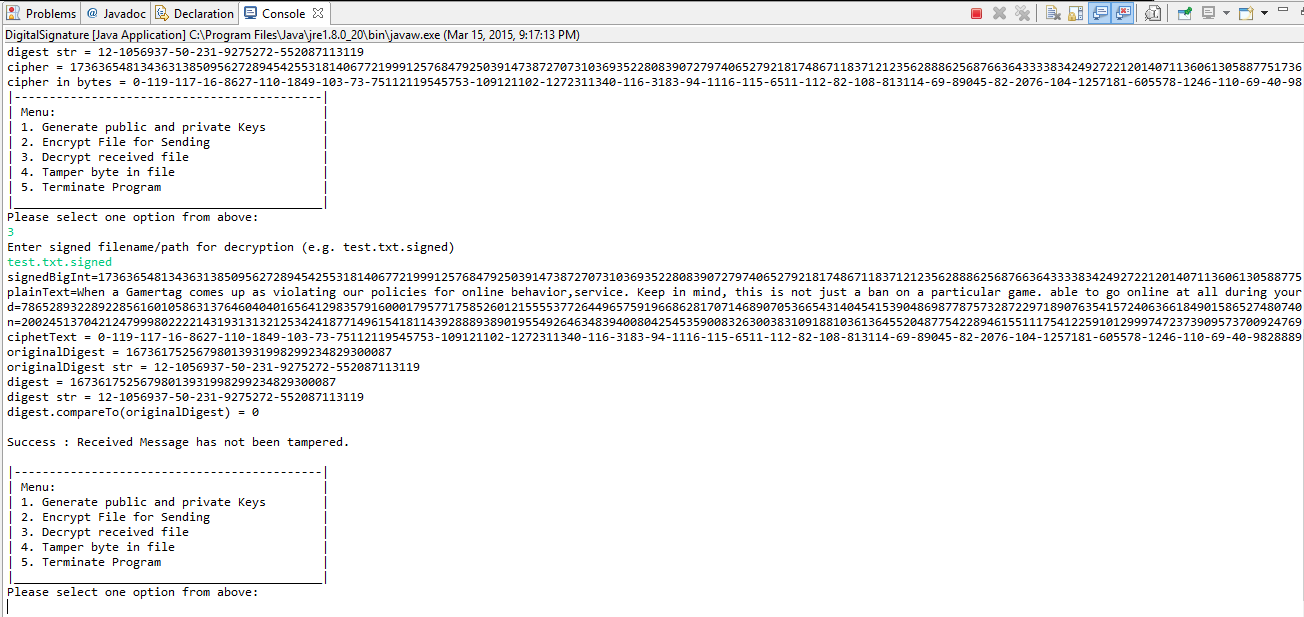 Problems @ Javadoc Declaration Console
DigitalSignature [Java Application] C:\Program Files\Java\jre1.8.0_20\bin\javaw.exe (Mar 15, 2015, 9:17:13 PM)
digest str = 12-1056937-50-231-9275272-552087113119
cipher =
cipher in bytes = 0-119-117-16-8627-110-1849-103-73-75112119545753-109121102-1272311340-116-3183-94-1116-115-6511-112-82-108-813114-69-89045-82-2076-104-1257181-605578-1246-110-69-40-98
|--------------------------------------------|
| Menu: |
| 1. Generate public and private Keys |
| 2. Encrypt File for Sending |
| 3. Decrypt received file |
| 4. Tamper byte in file |
| 5. Terminate Program |
|____________________________________________|
Please select one option from above:
3
Enter signed filename/path for decryption (e.g. test.txt.signed)
test.txt.signed
signedBigInt=
plainText=When a Gamertag comes up as violating our policies for online behavior,service. Keep in mind, this is not just a ban on a particular game. able to go online at all during your
d=
n=
ciphetText = 0-119-117-16-8627-110-1849-103-73-75112119545753-109121102-1272311340-116-3183-94-1116-115-6511-112-82-108-813114-69-89045-82-2076-104-1257181-605578-1246-110-69-40-9828889
originalDigest = 16736175256798013931998299234829300087
originalDigest str = 12-1056937-50-231-9275272-552087113119
digest = 16736175256798013931998299234829300087
digest str = 12-1056937-50-231-9275272-552087113119
digest.compareTo(originalDigest) = 0
Success : Received Message has not been tampered.
|--------------------------------------------|
| Menu: |
| 1. Generate public and private Keys |
| 2. Encrypt File for Sending |
| 3. Decrypt received file |
| 4. Tamper byte in file |
| 5. Terminate Program |
|____________________________________________|
Please select one option from above: